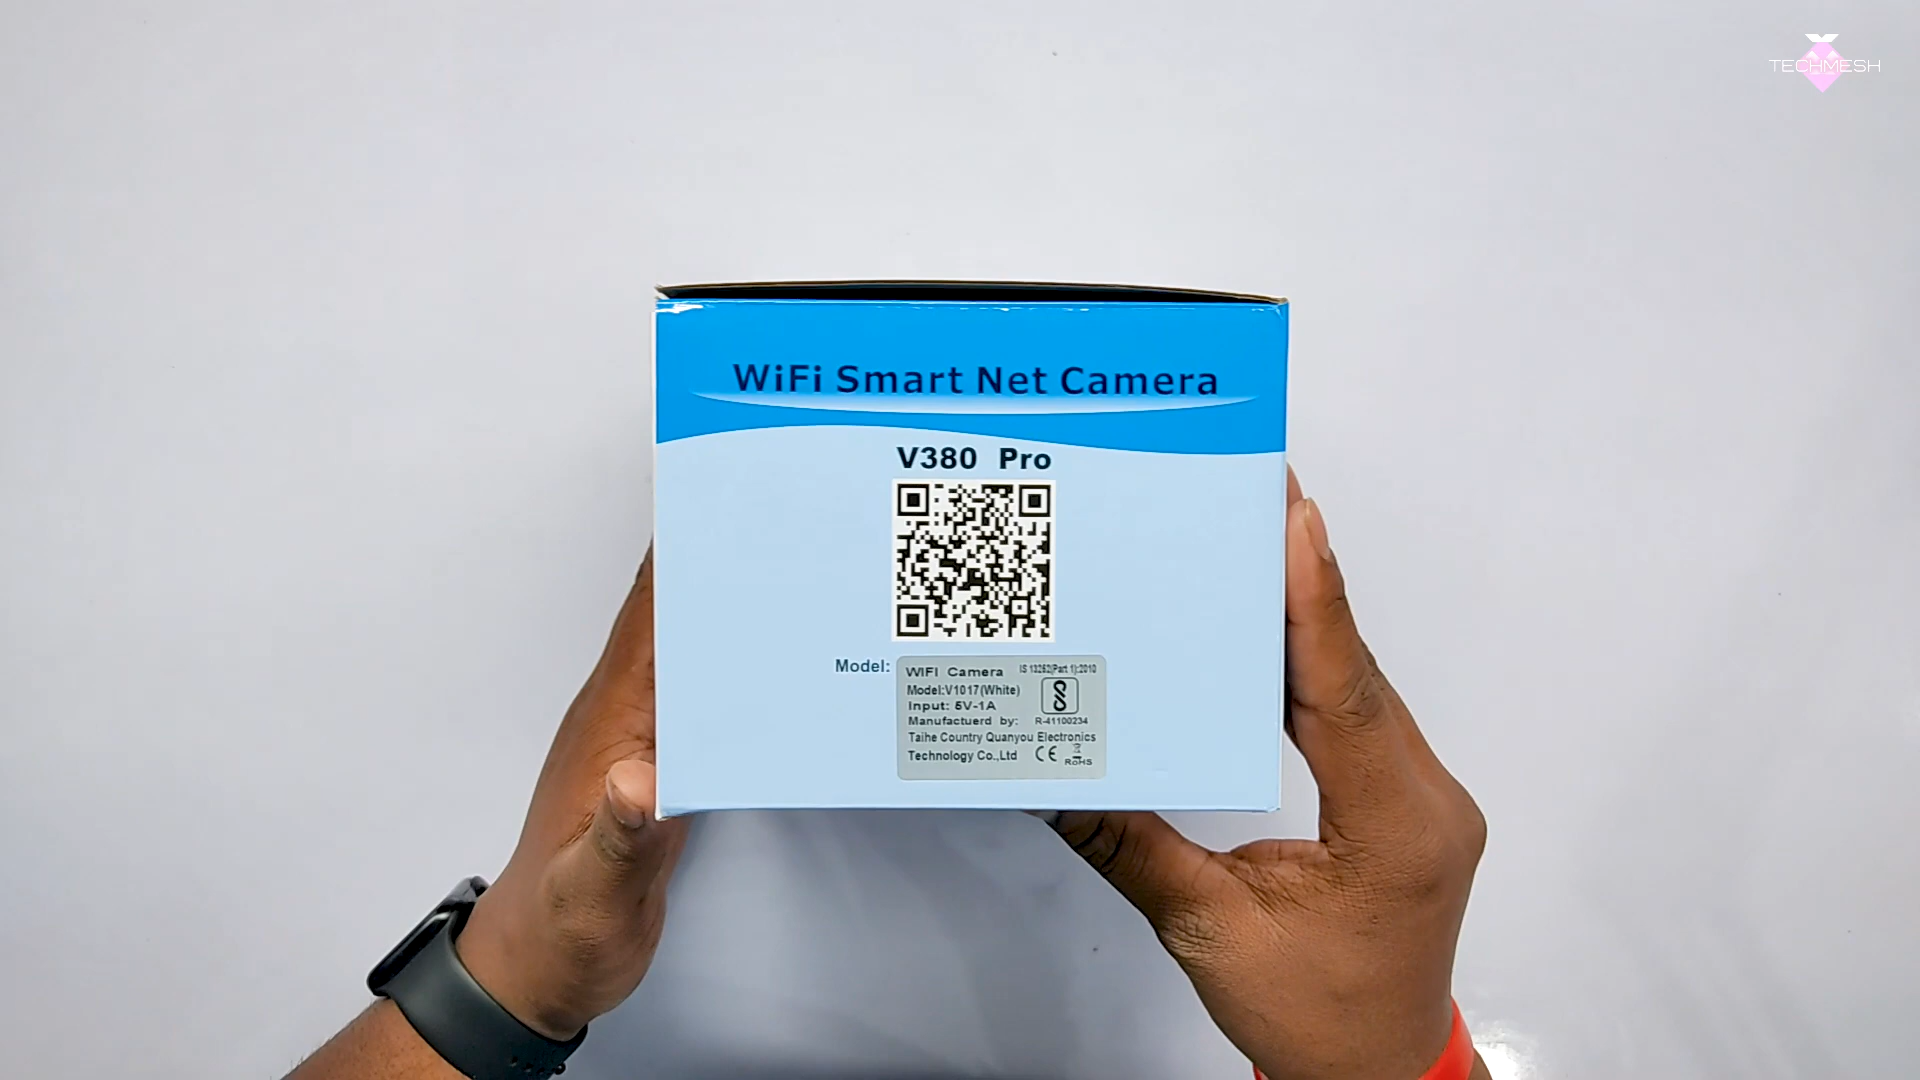 TECHMESH
WiFi Smart Net Camera
V380 Pro
Model:
WIFI Camera
IS 13252(Part 1):2010
Model:V1017(White)
Input: 5V-1A
Manufactuerd by:
R-41100234
Taihe Country Quanyou Electronics
Technology Co.,Ltd
CE
RoHS